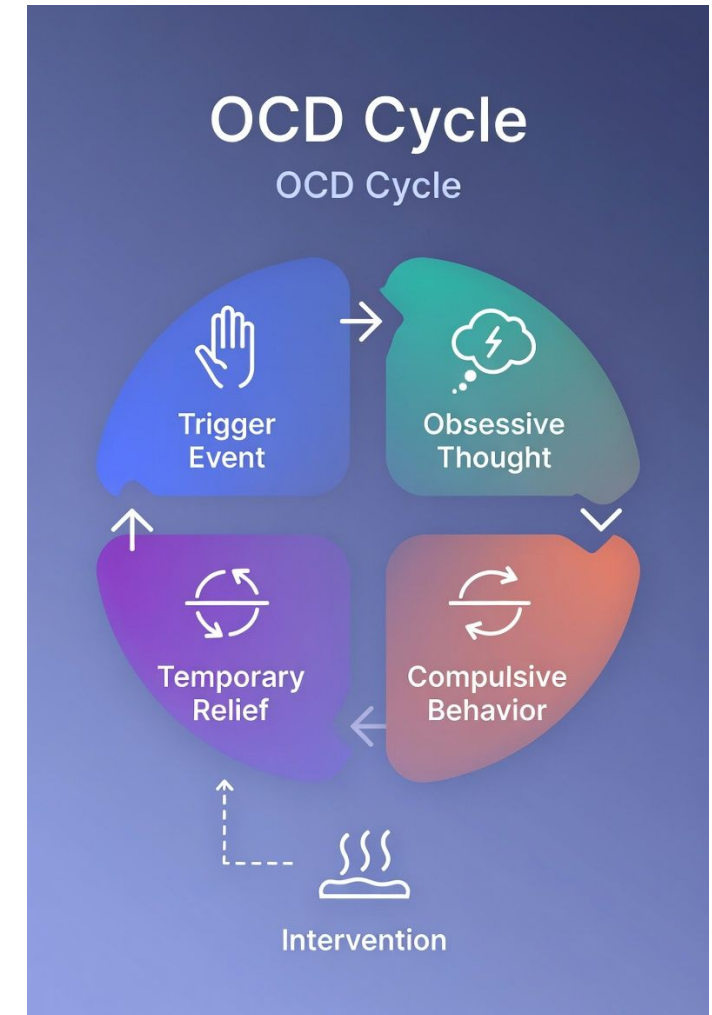 OCD Cycle
OCD Cycle
Trigger
Event
Obsessive
Thought
Temporary
Relief
Compulsive
Behavior
Intervention